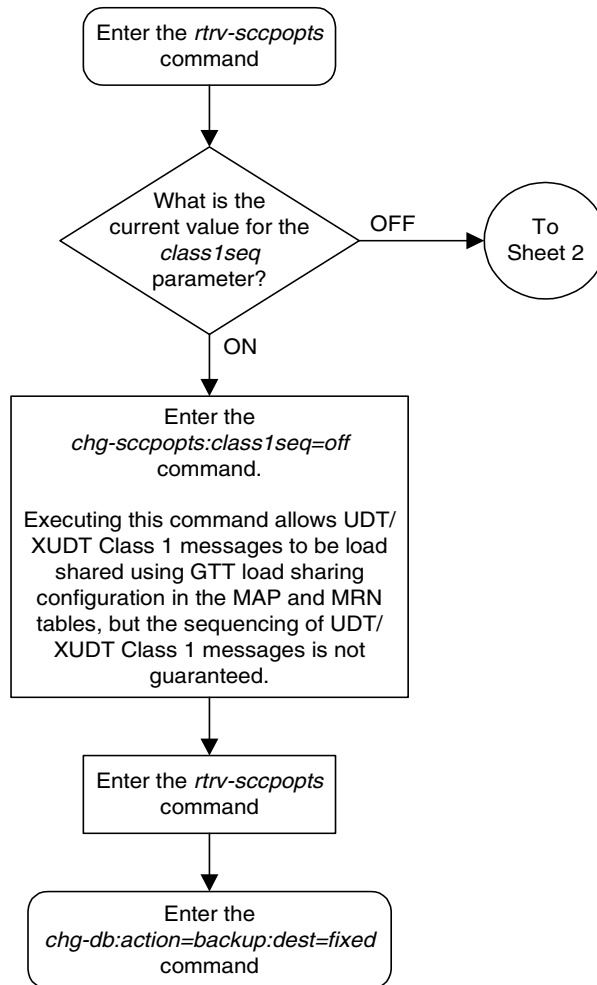 Enter the rtrv-sccpopts
command
What is the
current value for the
class1seq
parameter?
OFF
To
Sheet 2
ON
Enter the
chg-sccpopts:class1seq=off
command.
Executing this command allows UDT/
XUDT Class 1 messages to be load
shared using GTT load sharing
configuration in the MAP and MRN
tables, but the sequencing of UDT/
XUDT Class 1 messages is not
guaranteed.
Enter the rtrv-sccpopts
command
Enter the
chg-db:action=backup:dest=fixed
command